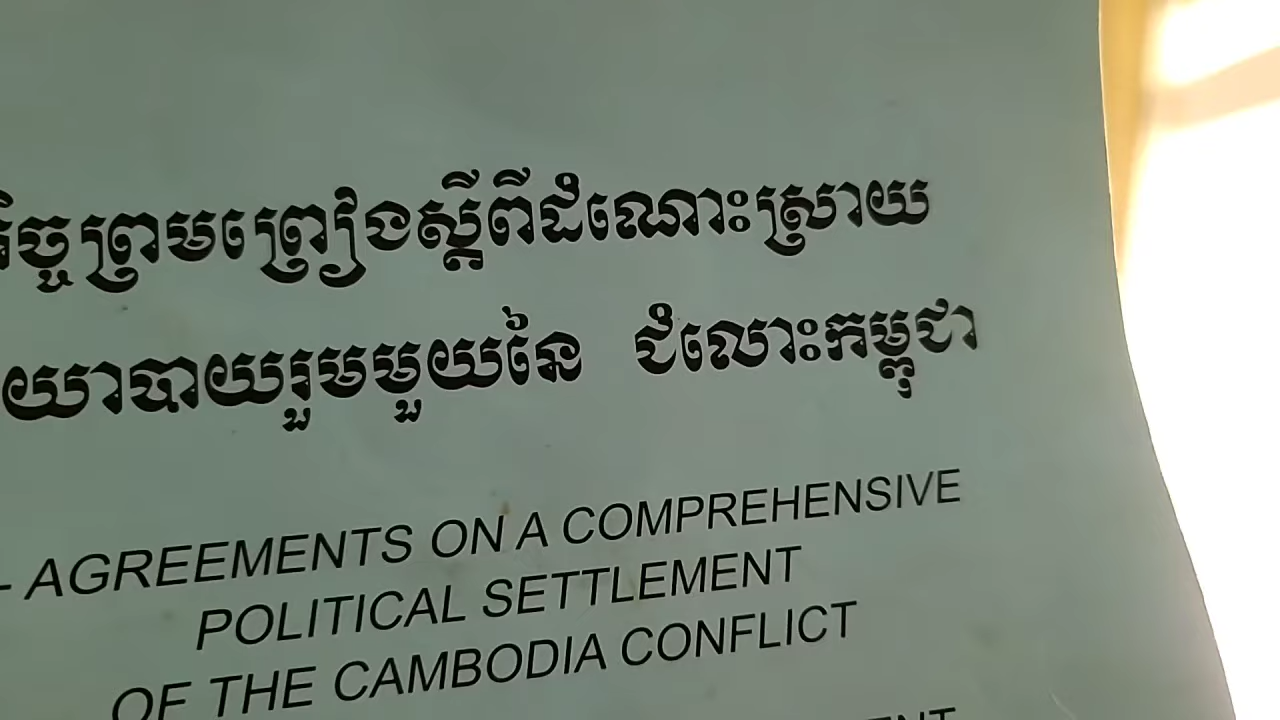 កិច្ចព្រមព្រៀងស្តីពីដំណោះស្រាយ
យោបាយរួមមួយនៃ ជំលោះកម្ពុជា
- AGREEMENTS ON A COMPREHENSIVE
POLITICAL SETTLEMENT
OF THE CAMBODIA CONFLICT